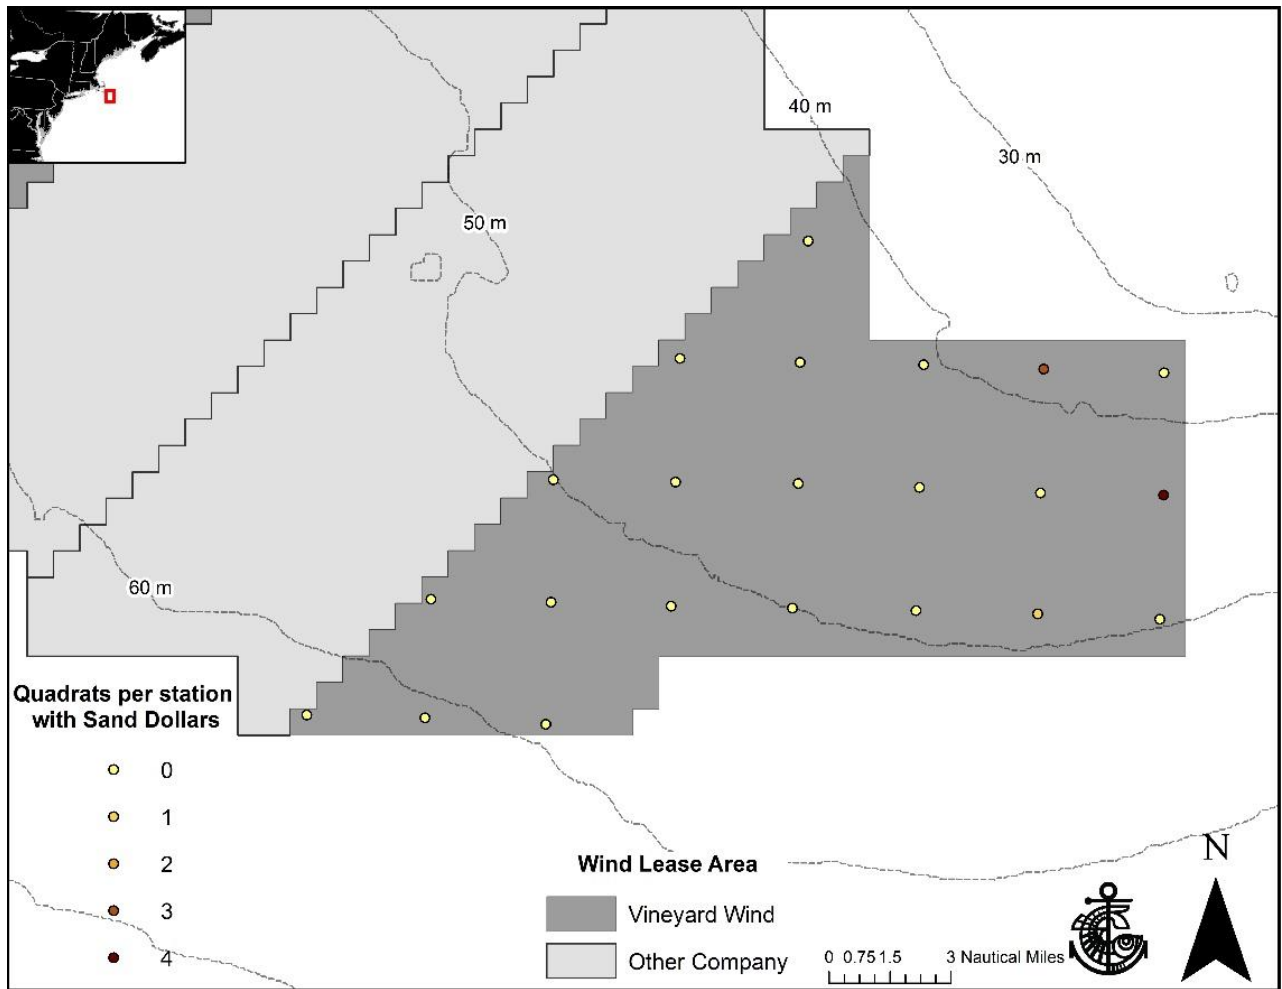 40 m
30 m
50 m
60 m
Quadrats per station
with Sand Dollars
0
1
2
3
4
Wind Lease Area
Vineyard Wind
Other Company
0 0.75 1.5 3 Nautical Miles
N